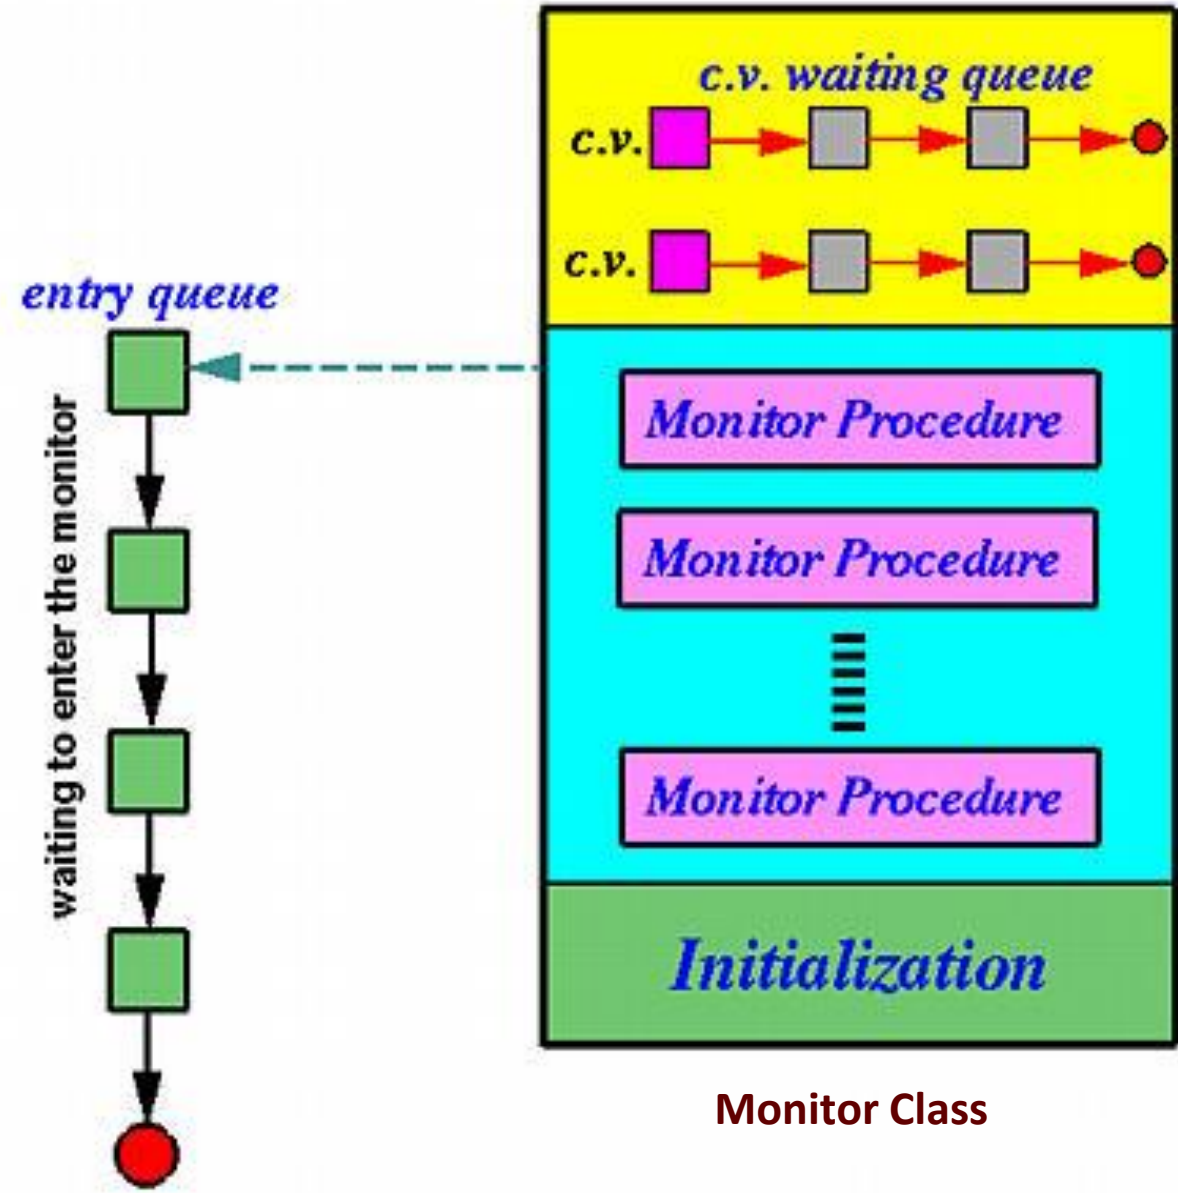 c.v. waiting queue
c.v.
c.v.
entry queue
waiting to enter the monitor
Monitor Procedure
Monitor Procedure
Monitor Procedure
Initialization
Monitor Class